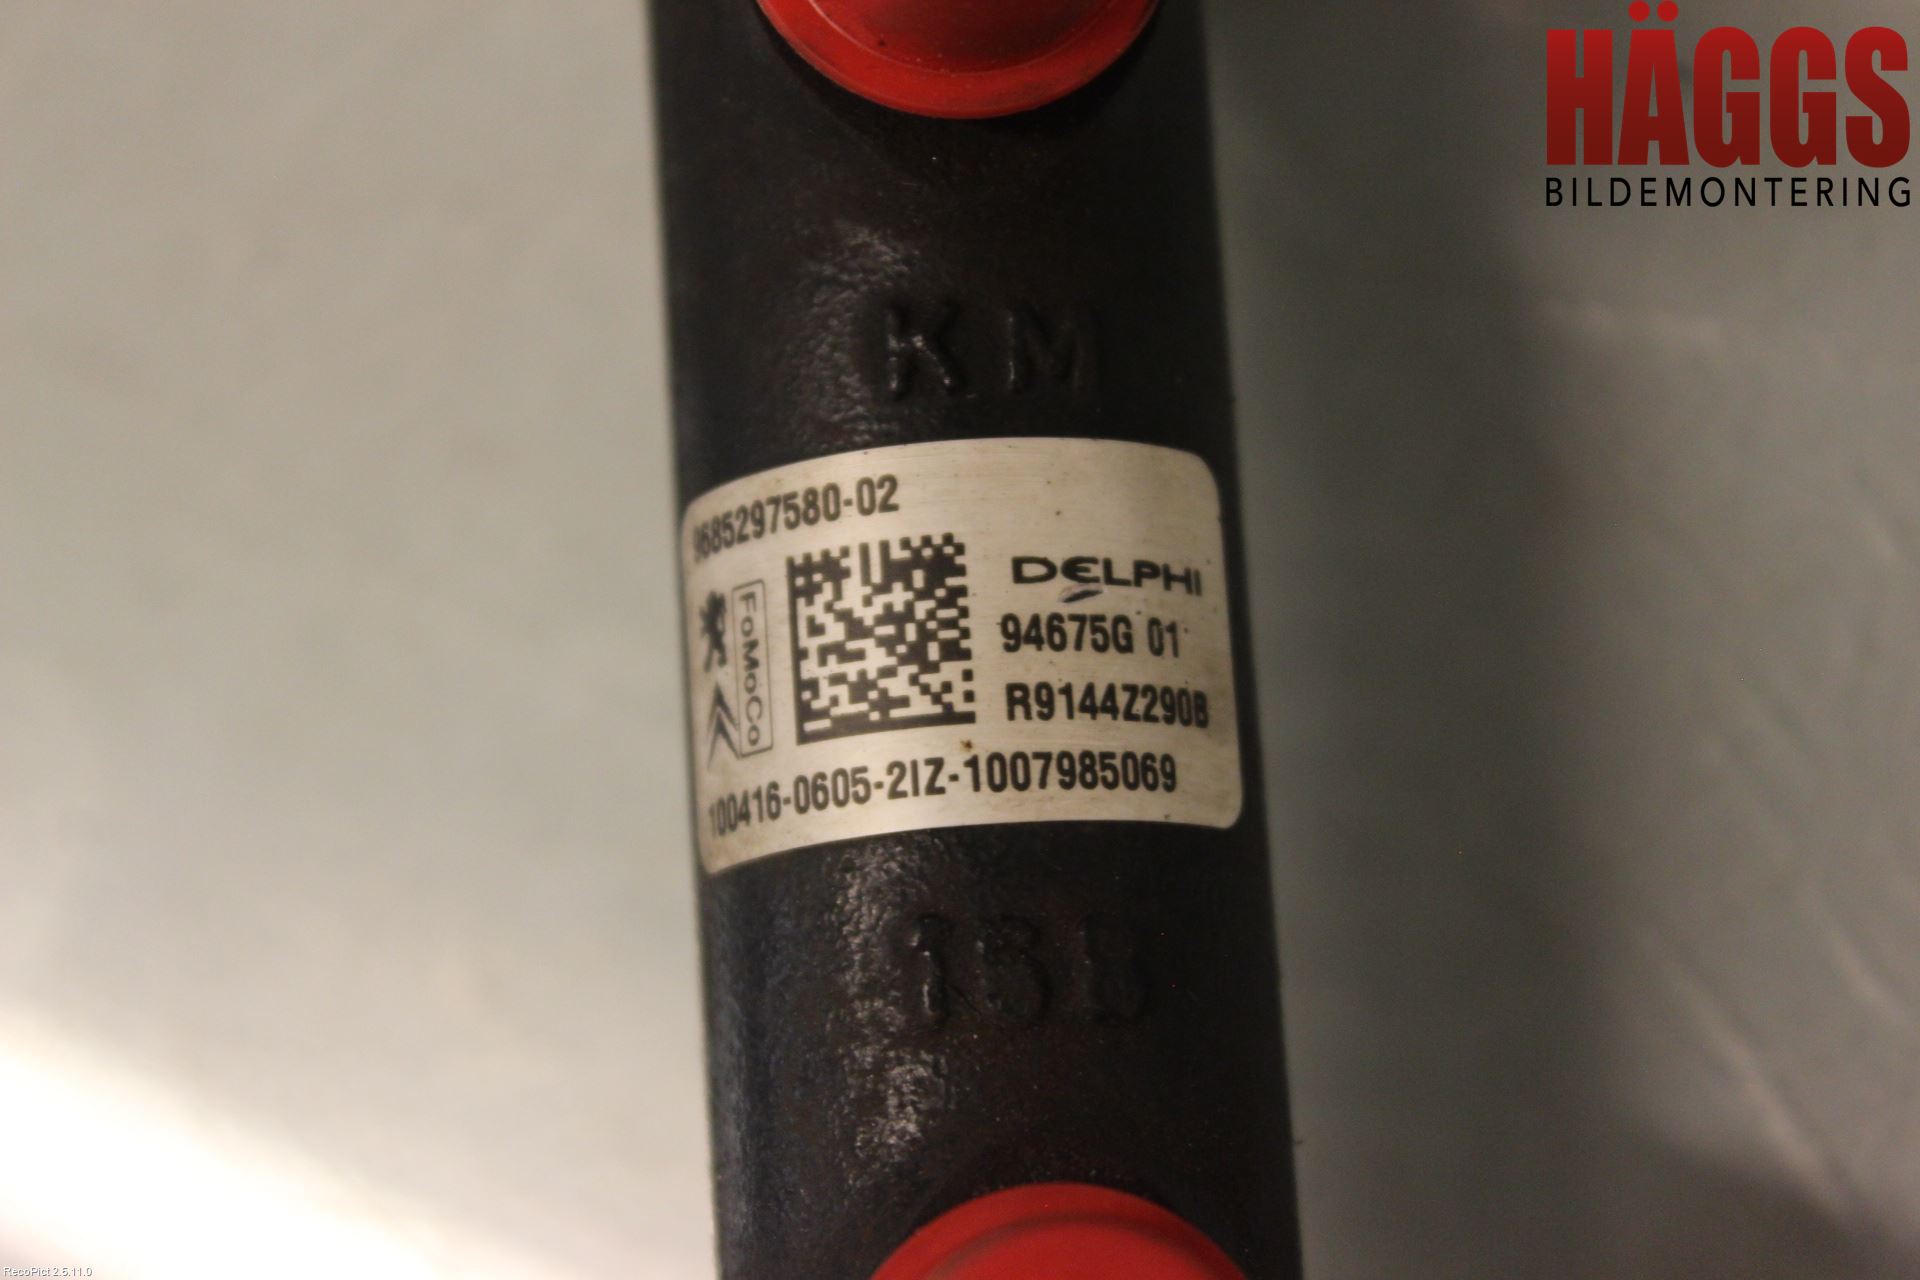 HÄGGS
BILDEMONTERING
KM
9685297580-02
FoMoCo
DELPHI
94675G 01
R9144Z290B
100416-0605-2IZ-1007985069
RecoPict 2.5.11.0